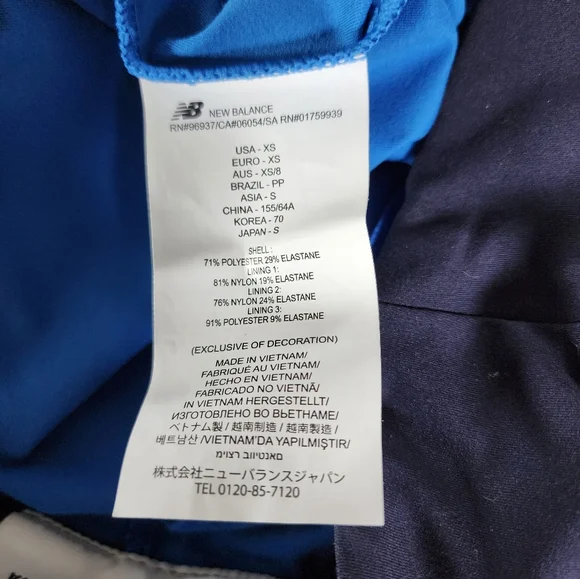 NB NEW BALANCE
RN#96937/CA#06054/SA RN#01759939
USA - XS
EURO - XS
AUS - XS/8
BRAZIL - PP
ASIA - S
CHINA - 155/64A
KOREA - 70
JAPAN - S
SHELL :
71% POLYESTER 29% ELASTANE
LINING 1:
81% NYLON 19% ELASTANE
LINING 2:
76% NYLON 24% ELASTANE
LINING 3:
91% POLYESTER 9% ELASTANE
(EXCLUSIVE OF DECORATION)
MADE IN VIETNAM/
FABRIQUÉ AU VIETNAM/
HECHO EN VIETNAM/
FABRICADO NO VIETNÃ/
IN VIETNAM HERGESTELLT/
ИЗГОТОВЛЕНО ВО ВЬЕТНАМЕ/
ベトナム製 / 越南制造 / 越南製造 /
베트남산 /VIETNAM'DA YAPILMIŞTIR/
מיוצר בווייטנאם
株式会社ニューバランスジャパン
TEL 0120-85-7120